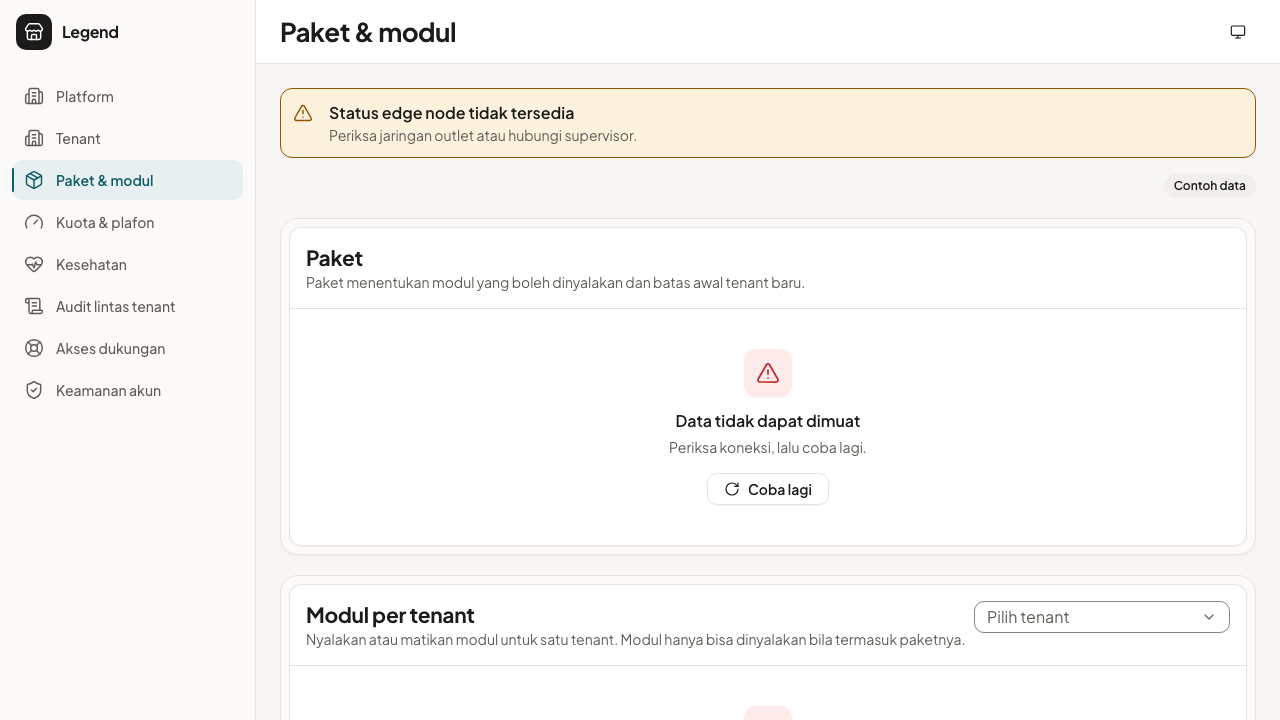 Legend
Paket & modul
Platform
Tenant
Paket & modul
Kuota & plafon
Kesehatan
Audit lintas tenant
Akses dukungan
Keamanan akun
Status edge node tidak tersedia
Periksa jaringan outlet atau hubungi supervisor.
Contoh data
Paket
Paket menentukan modul yang boleh dinyalakan dan batas awal tenant baru.
Data tidak dapat dimuat
Periksa koneksi, lalu coba lagi.
Coba lagi
Modul per tenant
Nyalakan atau matikan modul untuk satu tenant. Modul hanya bisa dinyalakan bila termasuk paketnya.
Pilih tenant